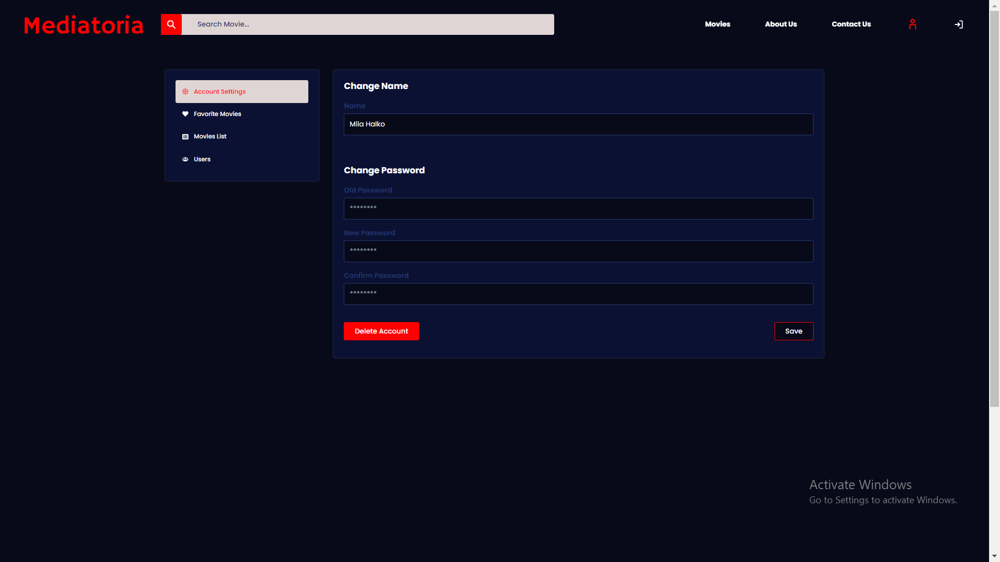 Mediatoria
Search Movie...
Movies
About Us
Contact Us
Account Settings
Favorite Movies
Movies List
Users
Change Name
Name
Mila Halko
Change Password
Old Password
********
New Password
********
Confirm Password
********
Delete Account
Save
Activate Windows
Go to Settings to activate Windows.